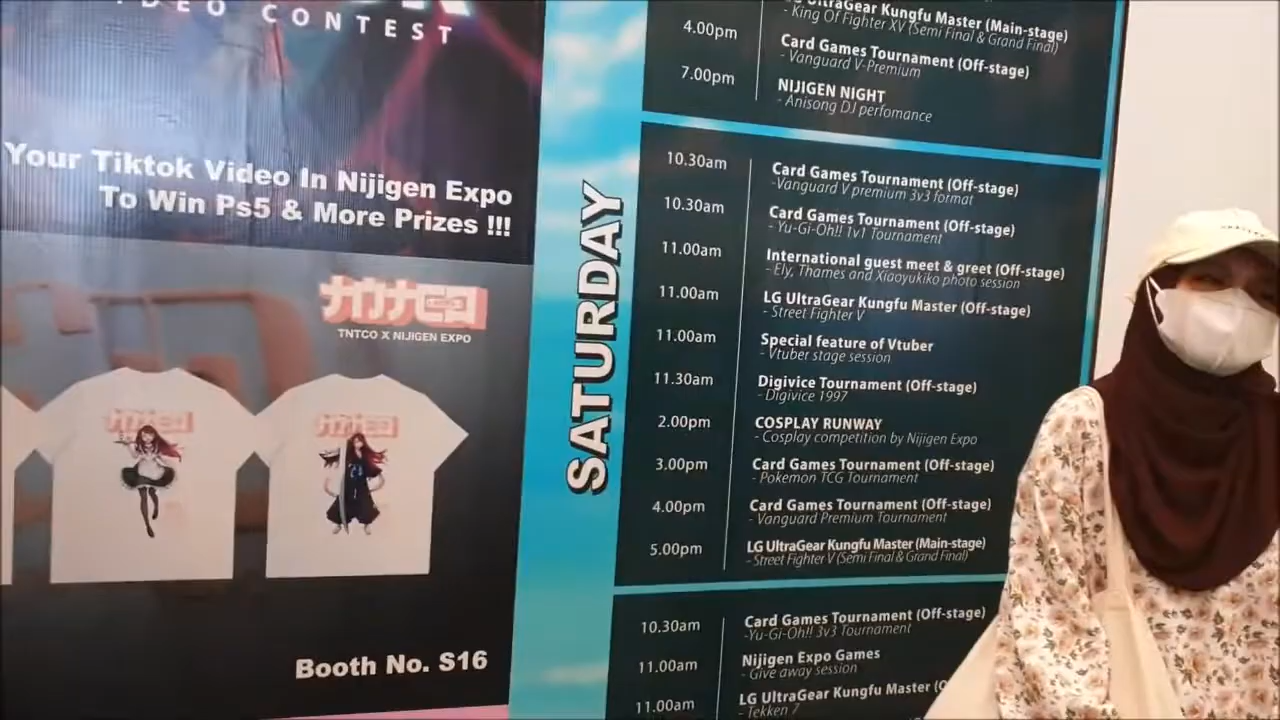 VIDEO CONTEST
Your Tiktok Video In Nijigen Expo
To Win Ps5 & More Prizes !!!
TNTCO X NIJIGEN EXPO
Booth No. S16
UltraGear Kungfu Master (Main-stage)
- King Of Fighter XV (Semi Final & Grand Final)
4.00pm
Card Games Tournament (Off-stage)
- Vanguard V-Premium
7.00pm
NIJIGEN NIGHT
- Anisong DJ perfomance
SATURDAY
10.30am
Card Games Tournament (Off-stage)
-Vanguard V premium 3v3 format
10.30am
Card Games Tournament (Off-stage)
- Yu-Gi-Oh!! 1v1 Tournament
11.00am
International guest meet & greet (Off-stage)
- Ely, Thames and Xiaoyukiko photo session
11.00am
LG UltraGear Kungfu Master (Off-stage)
- Street Fighter V
11.00am
Special feature of Vtuber
- Vtuber stage session
11.30am
Digivice Tournament (Off-stage)
- Digivice 1997
2.00pm
COSPLAY RUNWAY
- Cosplay competition by Nijigen Expo
3.00pm
Card Games Tournament (Off-stage)
- Pokemon TCG Tournament
4.00pm
Card Games Tournament (Off-stage)
- Vanguard Premium Tournament
5.00pm
LG UltraGear Kungfu Master (Main-stage)
- Street Fighter V (Semi Final & Grand Final)
10.30am
Card Games Tournament (Off-stage)
-Yu-Gi-Oh!! 3v3 Tournament
11.00am
Nijigen Expo Games
- Give away session
11.00am
LG UltraGear Kungfu Master
- Tekken 7